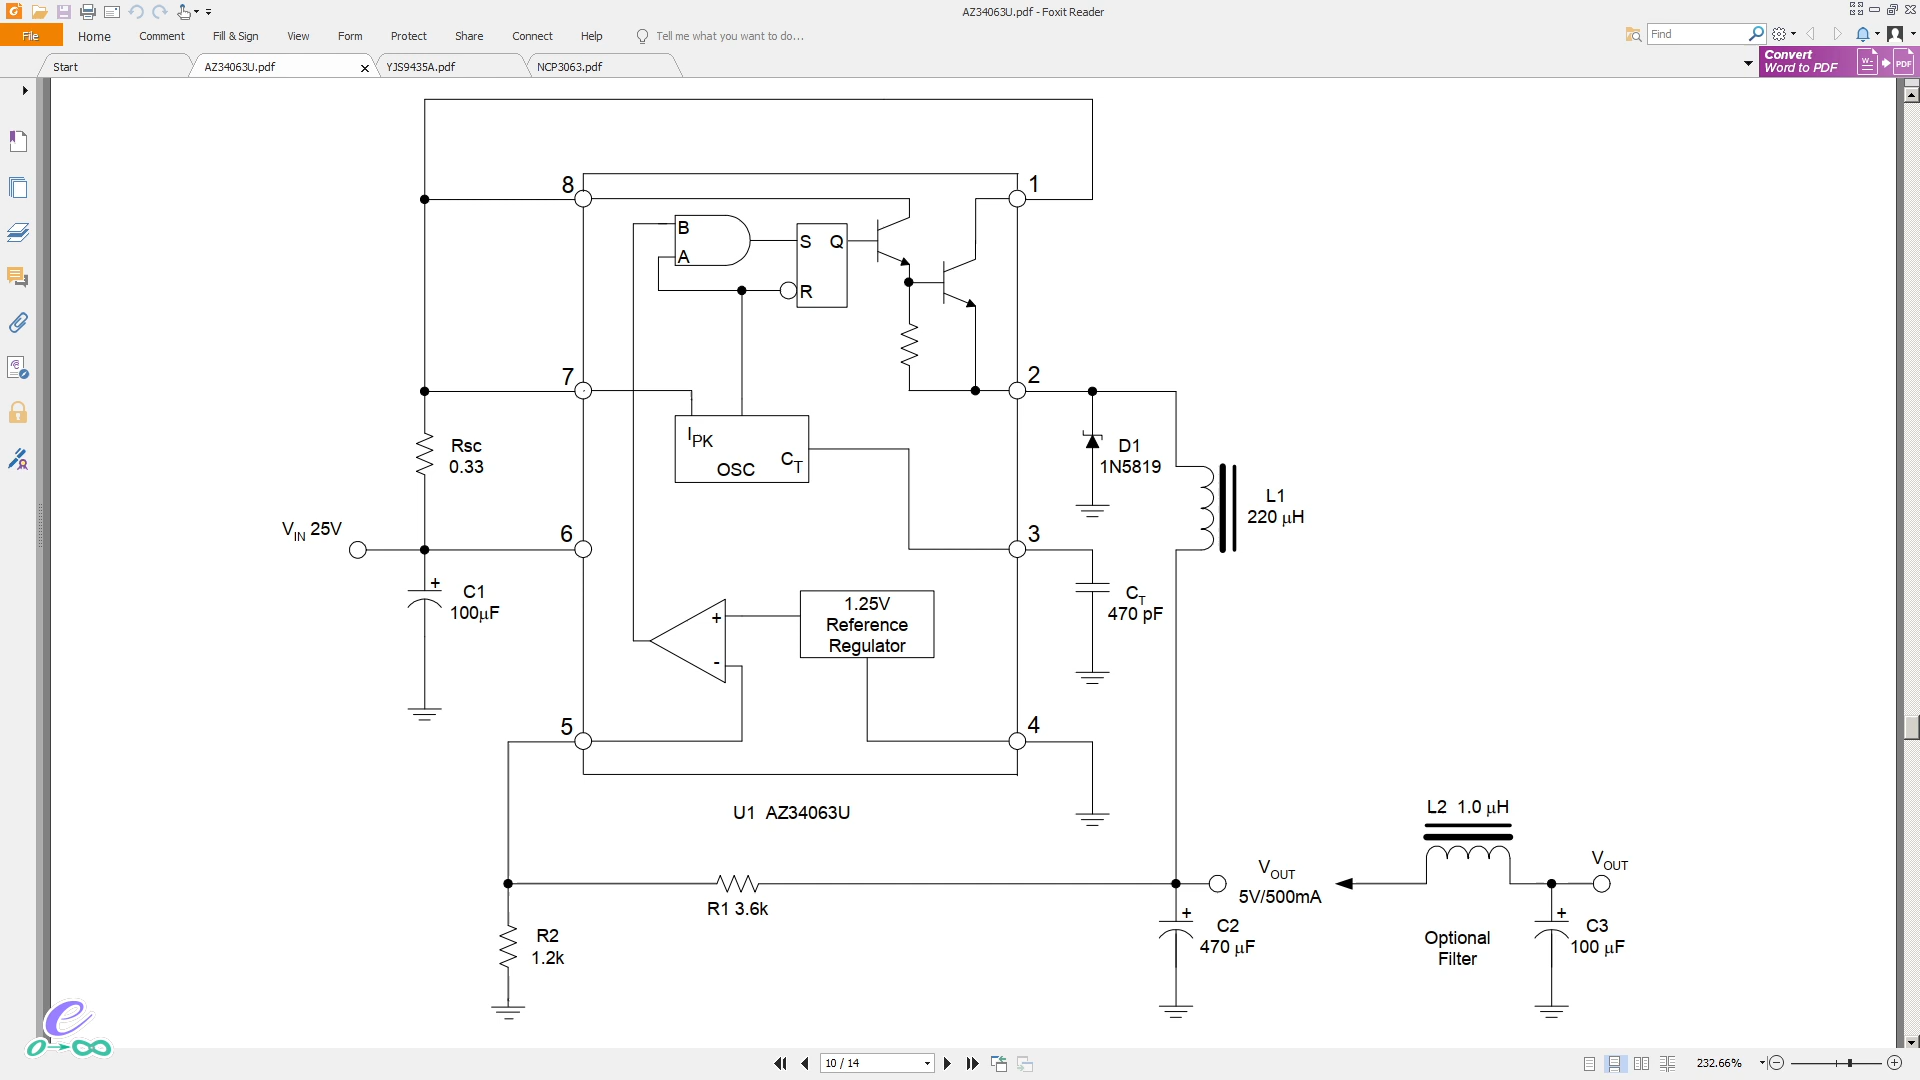 AZ34063U.pdf - Foxit Reader
File
Home
Comment
Fill & Sign
View
Form
Protect
Share
Connect
Help
Tell me what you want to do...
Find
Start
AZ34063U.pdf
YJS9435A.pdf
NCP3063.pdf
Convert
Word to PDF
PDF
8
1
B
A
S Q
R
7
2
IPK
CT
OSC
Rsc
0.33
D1
1N5819
L1
220 µH
VIN 25V
6
3
C1
100µF
CT
470 pF
+
+
-
1.25V
Reference
Regulator
5
4
U1 AZ34063U
L2 1.0 µH
R1 3.6k
VOUT
5V/500mA
VOUT
R2
1.2k
+
C2
470 µF
Optional
Filter
+
C3
100 µF
e
10 / 14
232.66%